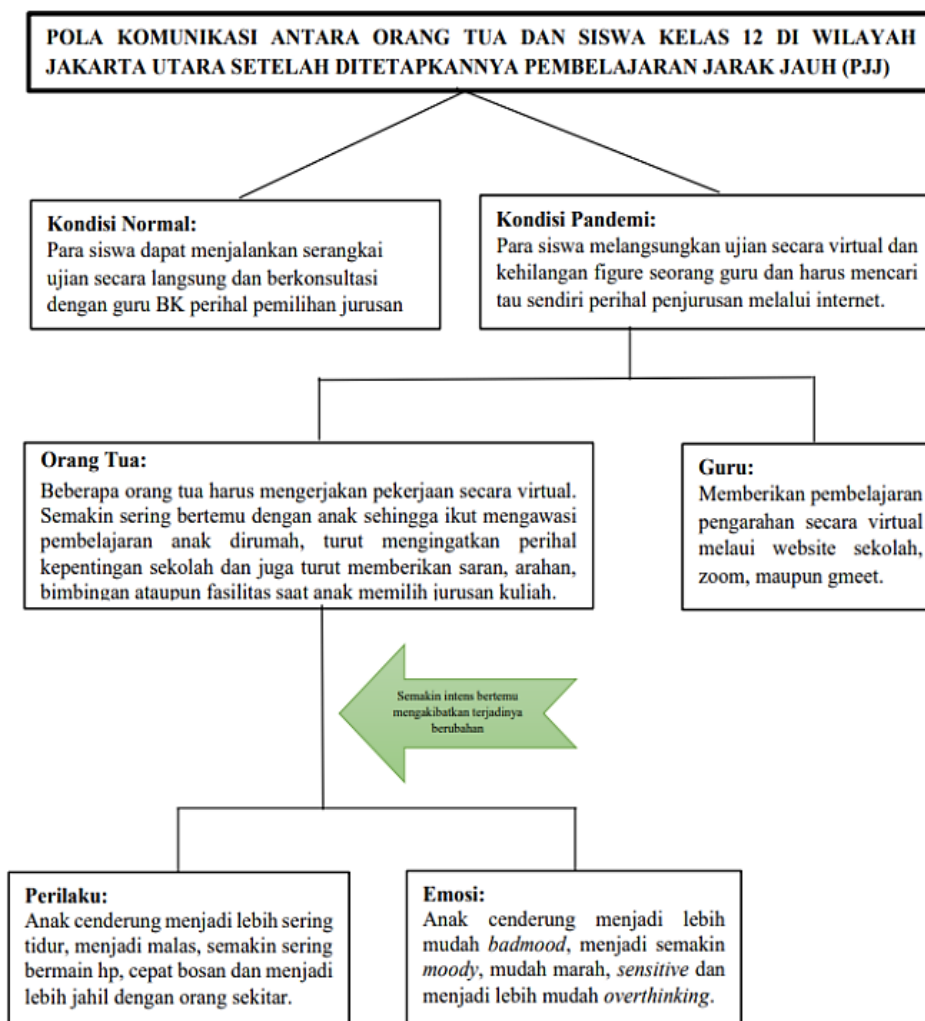 POLA KOMUNIKASI ANTARA ORANG TUA DAN SISWA KELAS 12 DI WILAYAH
JAKARTA UTARA SETELAH DITETAPKANNYA PEMBELAJARAN JARAK JAUH (PJJ)
Kondisi Normal:
Para siswa dapat menjalankan serangkai
ujian secara langsung dan berkonsultasi
dengan guru BK perihal pemilihan jurusan
Kondisi Pandemi:
Para siswa melangsungkan ujian secara virtual dan
kehilangan figure seorang guru dan harus mencari
tau sendiri perihal penjurusan melalui internet.
Orang Tua:
Beberapa orang tua harus mengerjakan pekerjaan secara virtual.
Semakin sering bertemu dengan anak sehingga ikut mengawasi
pembelajaran anak dirumah, turut mengingatkan perihal
kepentingan sekolah dan juga turut memberikan saran, arahan,
bimbingan ataupun fasilitas saat anak memilih jurusan kuliah.
Guru:
Memberikan pembelajaran
pengarahan secara virtual
melaui website sekolah,
zoom, maupun gmeet.
Semakin intens bertemu
mengakibatkan terjadinya
berubahan
Perilaku:
Anak cenderung menjadi lebih sering
tidur, menjadi malas, semakin sering
bermain hp, cepat bosan dan menjadi
lebih jahil dengan orang sekitar.
Emosi:
Anak cenderung menjadi lebih
mudah badmood, menjadi semakin
moody, mudah marah, sensitive dan
menjadi lebih mudah overthinking.